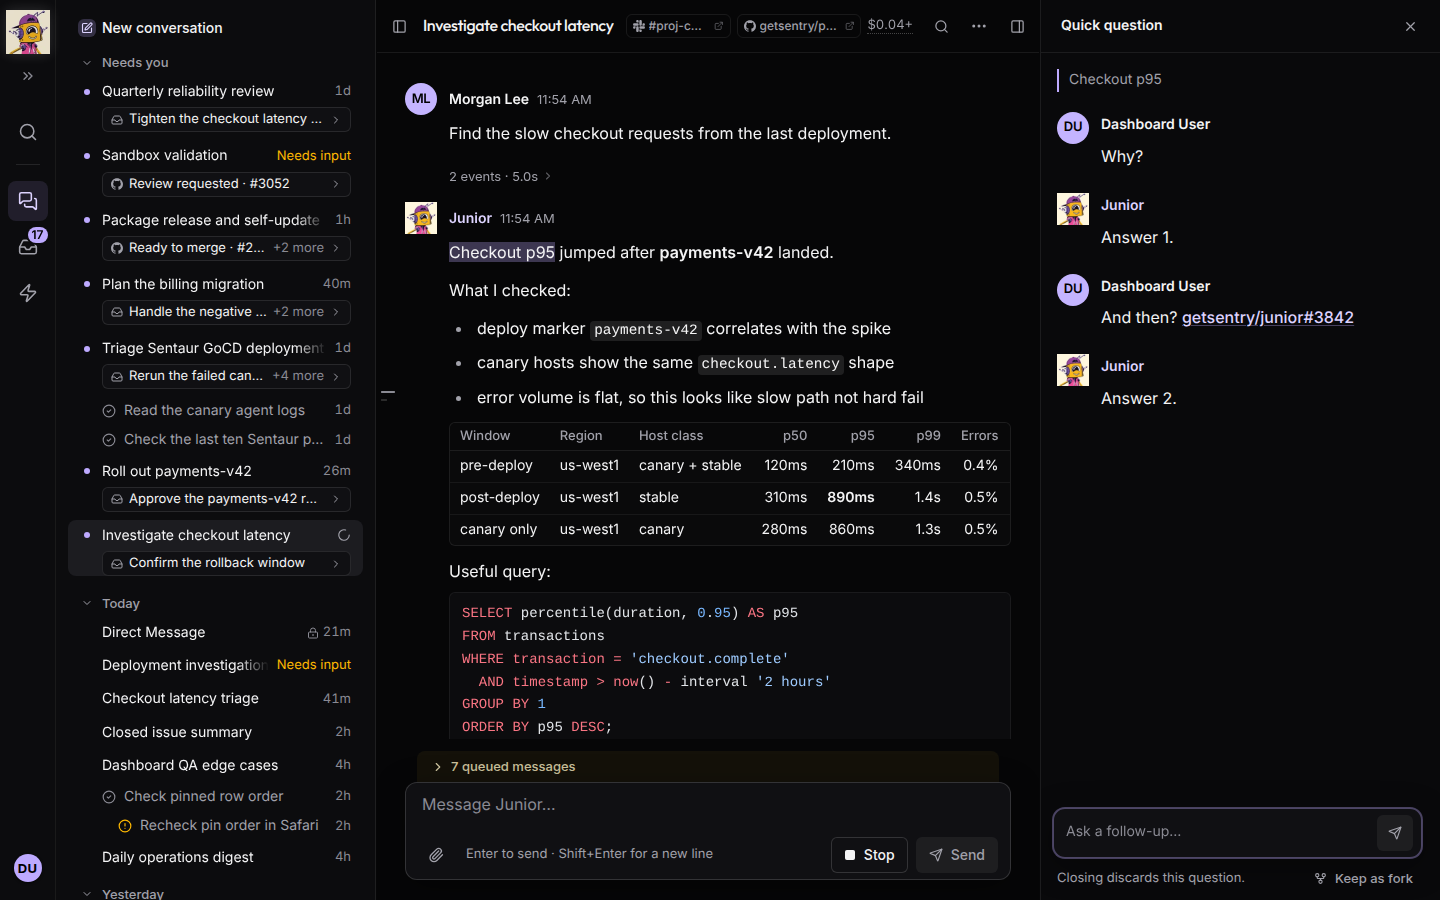 New conversation
Needs you
Quarterly reliability review 1d
Tighten the checkout latency ...
Sandbox validation Needs input
Review requested · #3052
Package release and self-update 1h
Ready to merge · #2... +2 more
Plan the billing migration 40m
Handle the negative ... +2 more
Triage Sentaur GoCD deployment 1d
Rerun the failed can... +4 more
Read the canary agent logs 1d
Check the last ten Sentaur p... 1d
Roll out payments-v42 26m
Approve the payments-v42 r...
Investigate checkout latency
Confirm the rollback window
Today
Direct Message 21m
Deployment investigation Needs input
Checkout latency triage 41m
Closed issue summary 2h
Dashboard QA edge cases 4h
Check pinned row order 2h
Recheck pin order in Safari 2h
Daily operations digest 4h
Yesterday
17
DU
Investigate checkout latency #proj-c... getsentry/p... $0.04+
ML
Morgan Lee 11:54 AM
Find the slow checkout requests from the last deployment.
2 events · 5.0s
Junior 11:54 AM
Checkout p95 jumped after payments-v42 landed.
What I checked:
• deploy marker payments-v42 correlates with the spike
• canary hosts show the same checkout.latency shape
• error volume is flat, so this looks like slow path not hard fail
Window Region Host class p50 p95 p99 Errors
pre-deploy us-west1 canary + stable 120ms 210ms 340ms 0.4%
post-deploy us-west1 stable 310ms 890ms 1.4s 0.5%
canary only us-west1 canary 280ms 860ms 1.3s 0.5%
Useful query:
SELECT percentile(duration, 0.95) AS p95
FROM transactions
WHERE transaction = 'checkout.complete'
AND timestamp > now() - interval '2 hours'
GROUP BY 1
ORDER BY p95 DESC;
7 queued messages
Message Junior...
Enter to send · Shift+Enter for a new line
Stop
Send
Quick question
Checkout p95
DU
Dashboard User
Why?
Junior
Answer 1.
DU
Dashboard User
And then? getsentry/junior#3842
Junior
Answer 2.
Ask a follow-up...
Closing discards this question. Keep as fork